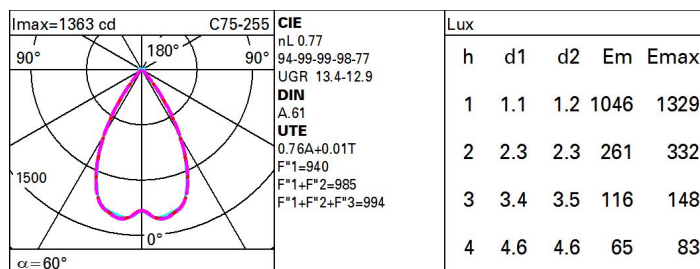 Imax=1363 cd C75-255
90° 180° 90°
1500
0°
α=60°
CIE
nL 0.77
94-99-99-98-77
UGR 13.4-12.9
DIN
A.61
UTE
0.76A+0.01T
F"1=940
F"1+F"2=985
F"1+F"2+F"3=994
Lux
h d1 d2 Em Emax
1 1.1 1.2 1046 1329
2 2.3 2.3 261 332
3 3.4 3.5 116 148
4 4.6 4.6 65 83